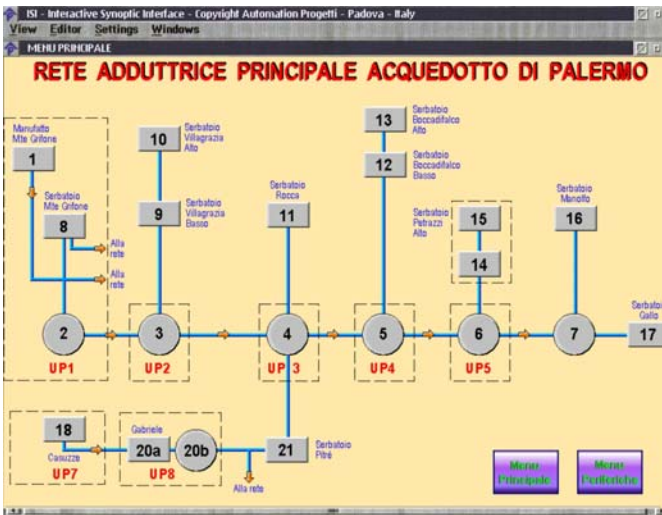 ISI - Interactive Synoptic Interface - Copyright Automation Progetti - Padova - Italy
View Editor Settings Windows
MENU PRINCIPALE
RETE ADDUTTRICE PRINCIPALE ACQUEDOTTO DI PALERMO
Manufatto
Mte Grifone
1
Serbatoio
Mte Grifone
8
Alla
rete
Alla
rete
2
UP1
10
Serbatoio
Villagrazia
Alto
9
Serbatoio
Villagrazia
Basso
3
UP2
Serbatoio
Rocca
11
4
UP 3
13
Serbatoio
Boccadifalco
Alto
12
Serbatoio
Boccadifalco
Basso
5
UP4
Serbatoio
Petrazzi
Alto
15
14
6
UP5
Serbatoio
Manolfo
16
7
Serbatoio
Gallo
17
18
Casuzze
UP7
Gabriele
20a
20b
UP8
Alla rete
21
Serbatoio
Pitré
Menu
Principale
Menu
Periferiche